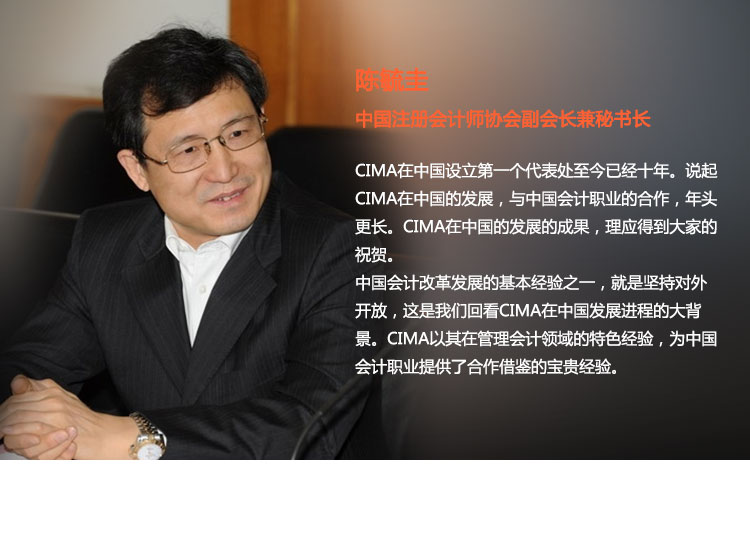 陈毓圭
中国注册会计师协会副会长兼秘书长
CIMA在中国设立第一个代表处至今已经十年。说起
CIMA在中国的发展，与中国会计职业的合作，年头
更长。CIMA在中国的发展的成果，理应得到大家的
祝贺。
中国会计改革发展的基本经验之一，就是坚持对外
开放，这是我们回看CIMA在中国发展进程的大背
景。CIMA以其在管理会计领域的特色经验，为中国
会计职业提供了合作借鉴的宝贵经验。